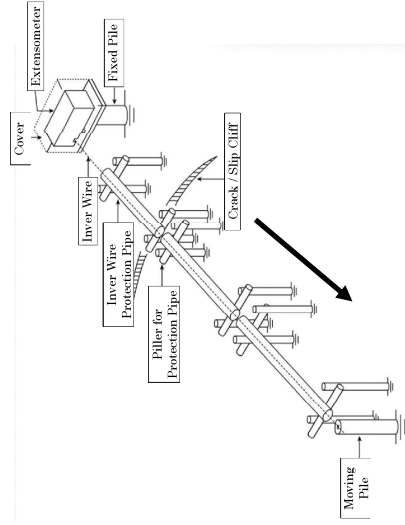 Cover
Extensometer
Fixed Pile
Inver Wire
Inver Wire
Protection Pipe
Crack / Slip Cliff
Piller for
Protection Pipe
Moving
Pile